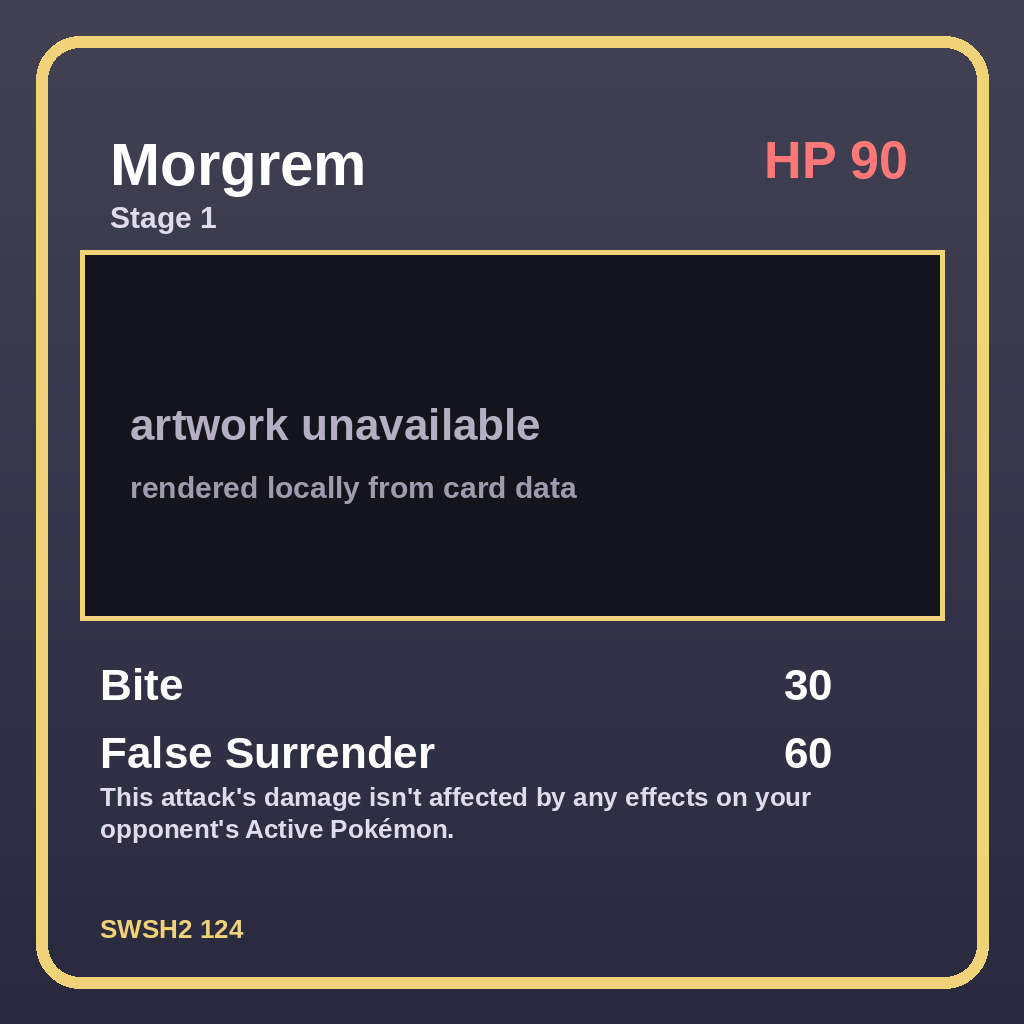 Morgrem
HP 90
Stage 1
artwork unavailable
rendered locally from card data
Bite 30
False Surrender 60
This attack's damage isn't affected by any effects on your
opponent's Active Pokémon.
SWSH2 124